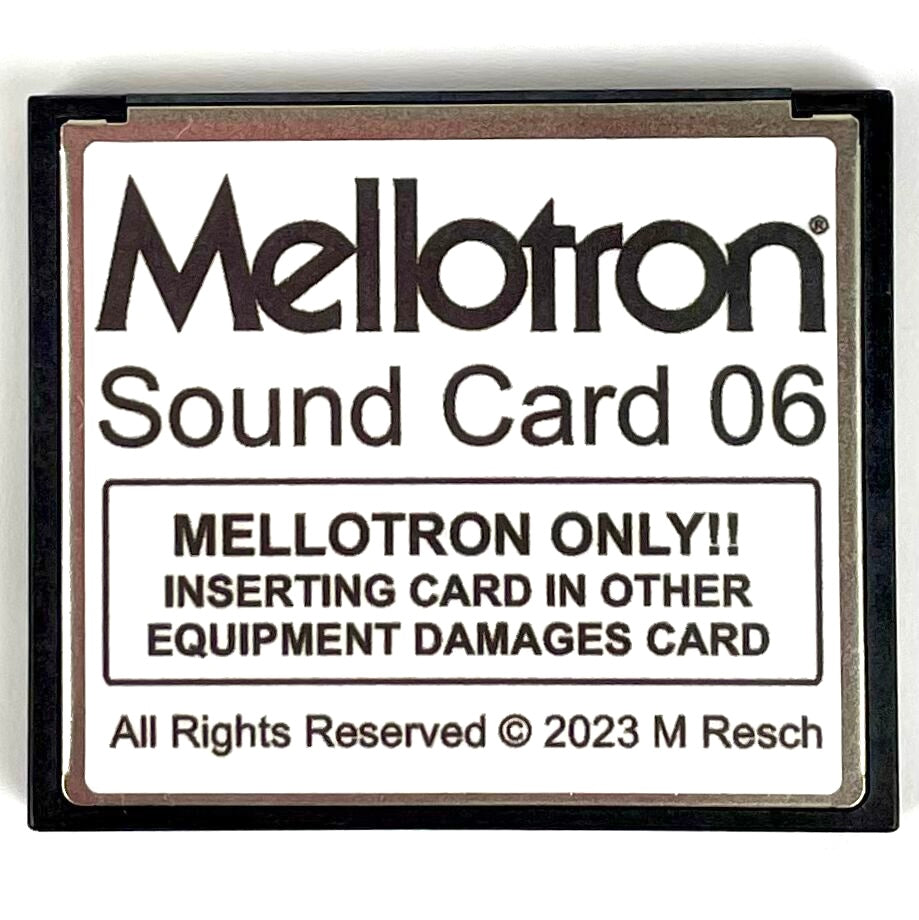 Mellotron®
Sound Card 06
MELLOTRON ONLY!!
INSERTING CARD IN OTHER
EQUIPMENT DAMAGES CARD
All Rights Reserved © 2023 M Resch